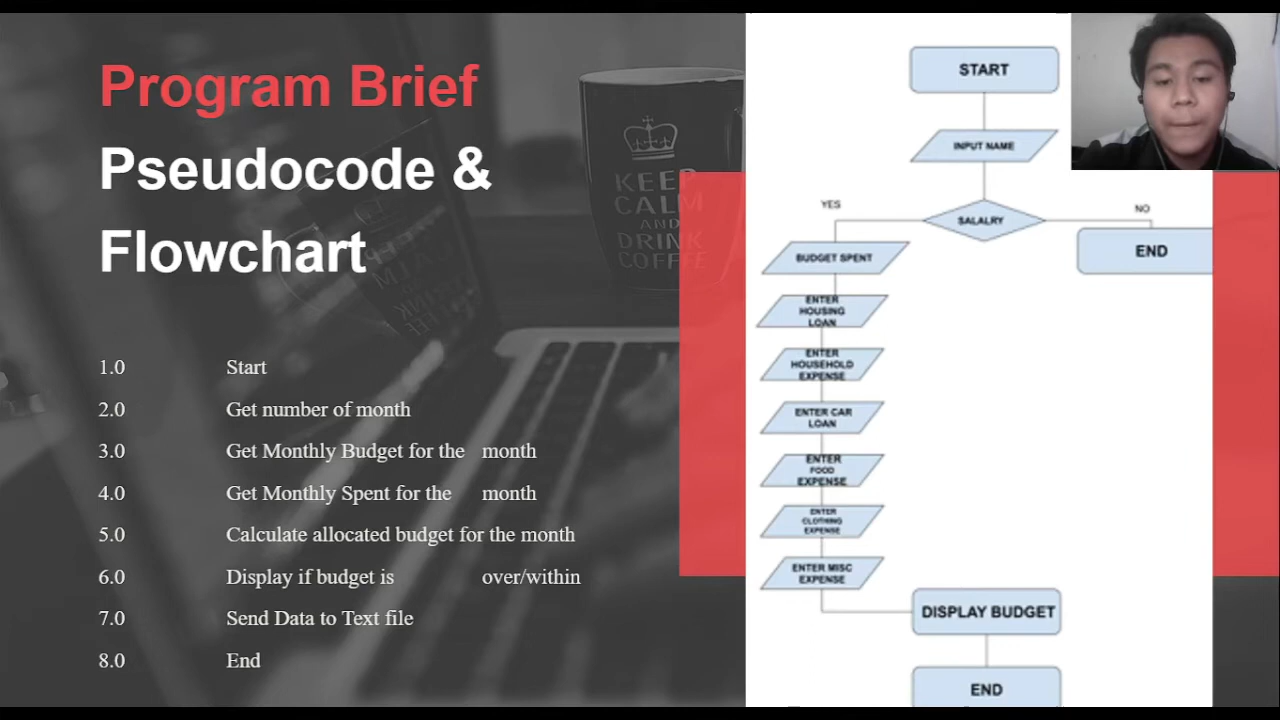 Program Brief
Pseudocode &
Flowchart
1.0 Start
2.0 Get number of month
3.0 Get Monthly Budget for the month
4.0 Get Monthly Spent for the month
5.0 Calculate allocated budget for the month
6.0 Display if budget is over/within
7.0 Send Data to Text file
8.0 End
KEEP
CALM
AND
DRINK
COFFEE
START
INPUT NAME
YES
SALALRY
NO
BUDGET SPENT
END
ENTER
HOUSING
LOAN
ENTER
HOUSEHOLD
EXPENSE
ENTER CAR
LOAN
ENTER
FOOD
EXPENSE
ENTER
CLOTHING
EXPENSE
ENTER MISC
EXPENSE
DISPLAY BUDGET
END